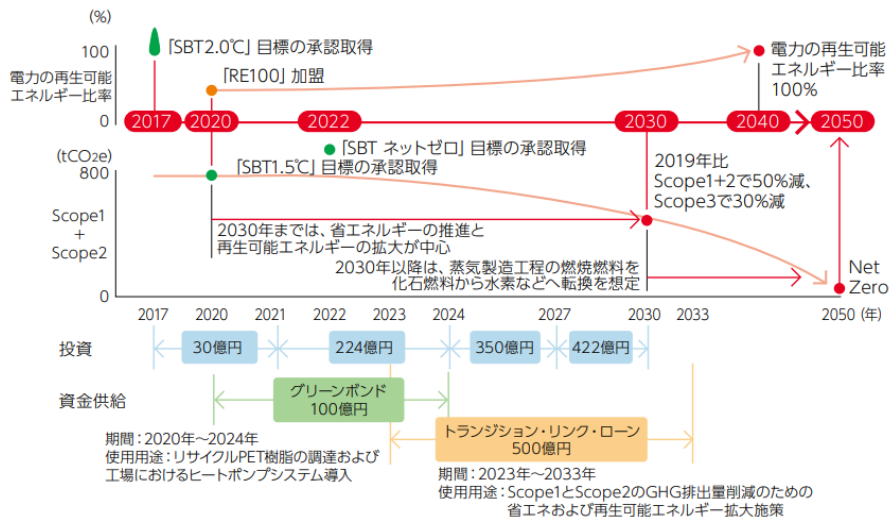 (%)
100
電力の再生可能
エネルギー比率
0
「SBT2.0℃」目標の承認取得
「RE100」加盟
電力の再生可能
エネルギー比率
100%
2017
2020
2022
2030
2040
2050
(tCO2e)
800
Scope1
+
Scope2
0
「SBT ネットゼロ」目標の承認取得
「SBT1.5℃」目標の承認取得
2019年比
Scope1+2で50%減、
Scope3で30%減
2030年までは、省エネルギーの推進と
再生可能エネルギーの拡大が中心
2030年以降は、蒸気製造工程の燃焼燃料を
化石燃料から水素などへ転換を想定
Net
Zero
2017
2020
2021
2022
2023
2024
2027
2030
2033
2050 (年)
投資
30億円
224億円
350億円
422億円
資金供給
グリーンボンド
100億円
期間：2020年～2024年
使用用途：リサイクルPET樹脂の調達および
工場におけるヒートポンプシステム導入
トランジション・リンク・ローン
500億円
期間：2023年～2033年
使用用途：Scope1とScope2のGHG排出量削減のための
省エネおよび再生可能エネルギー拡大施策